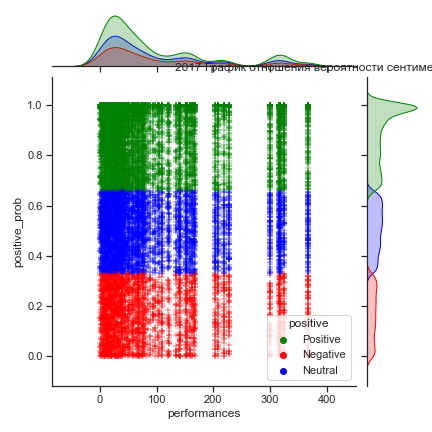 2017 График отношения вероятности сентиме
1.0
0.8
0.6
0.4
0.2
0.0
positive_prob
0
100
200
300
400
performances
positive
Positive
Negative
Neutral